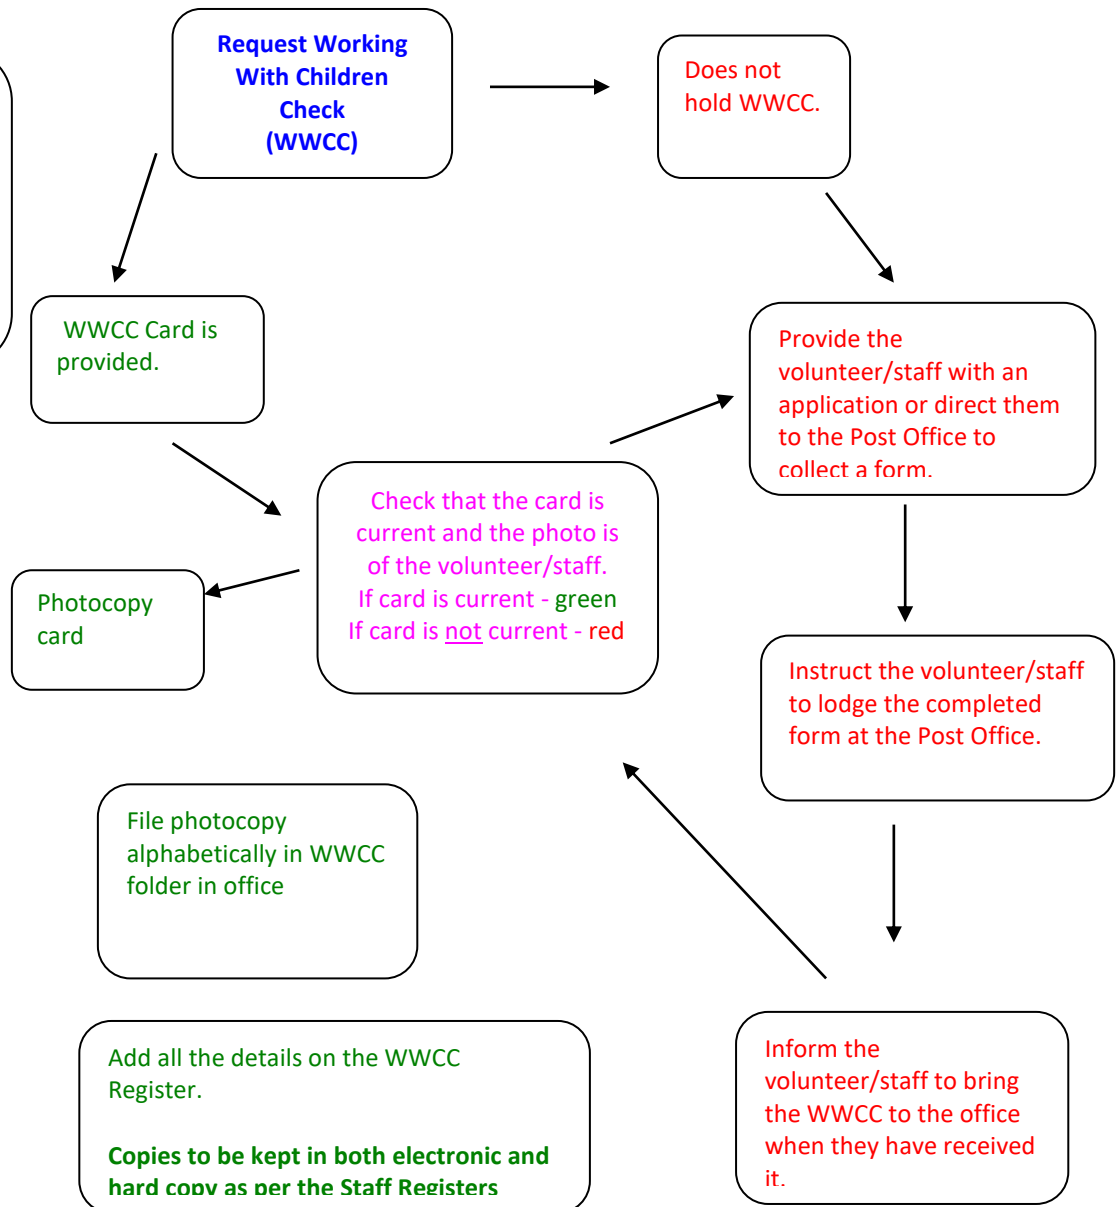 Request Working
With Children
Check
(WWCC)
Does not
hold WWCC.
WWCC Card is
provided.
Provide the
volunteer/staff with an
application or direct them
to the Post Office to
collect a form.
Check that the card is
current and the photo is
of the volunteer/staff.
If card is current - green
If card is not current - red
Photocopy
card
Instruct the volunteer/staff
to lodge the completed
form at the Post Office.
File photocopy
alphabetically in WWCC
folder in office
Add all the details on the WWCC
Register.
Copies to be kept in both electronic and
hard copy as per the Staff Registers
Inform the
volunteer/staff to bring
the WWCC to the office
when they have received
it.